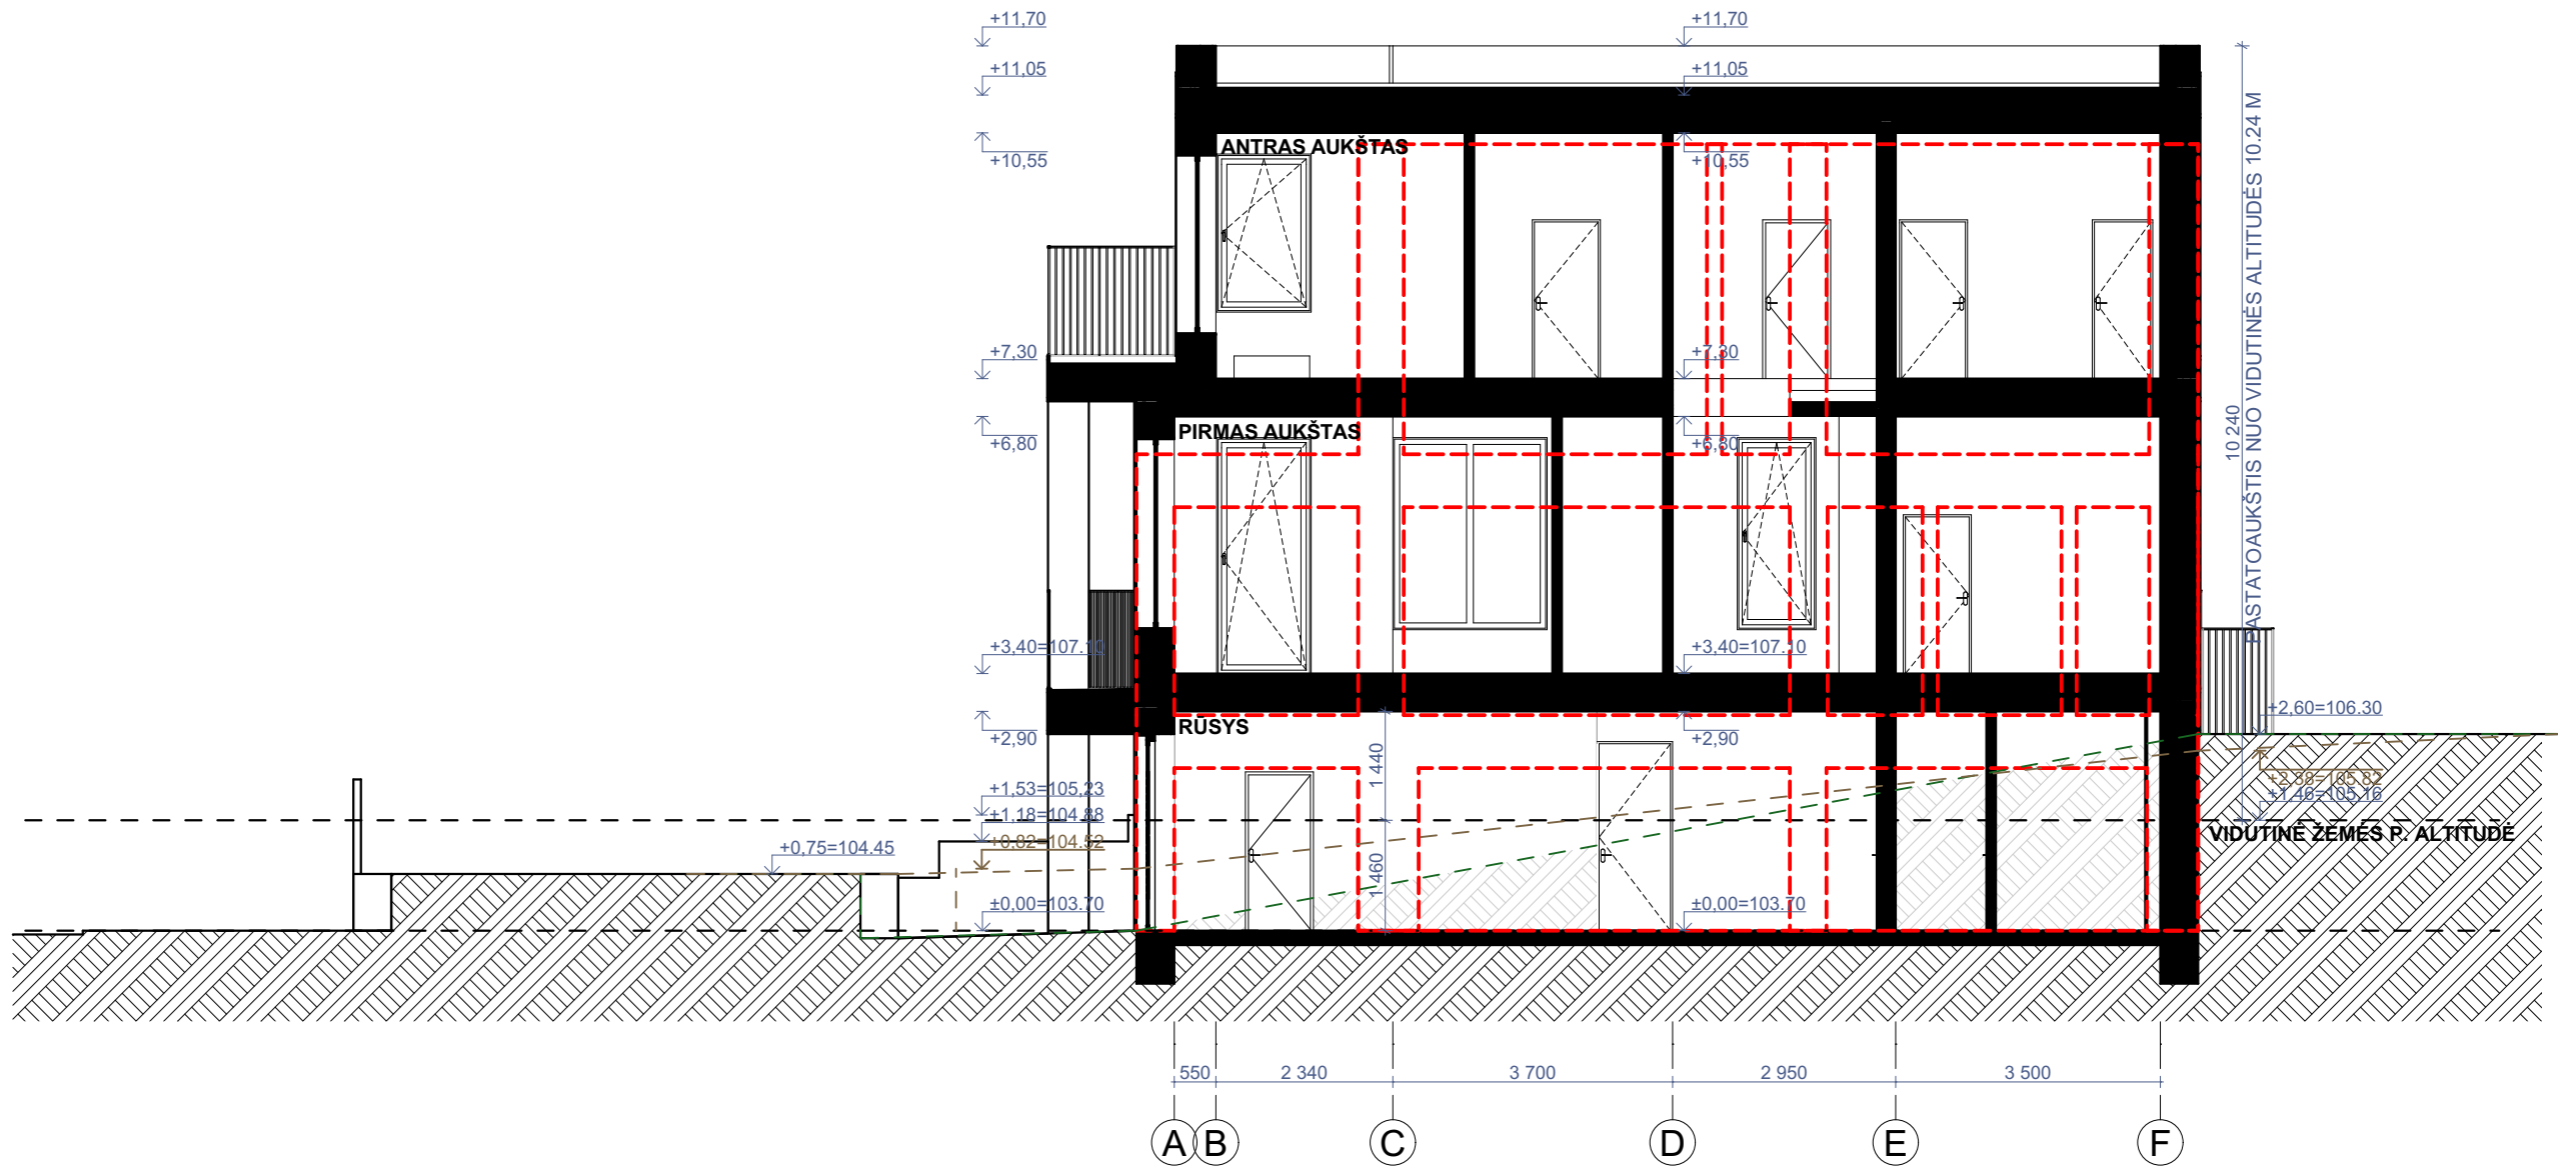 +11,70
+11,70
+11,05
+11,05
ANTRAS AUKŠTAS
+10,55
+10,55
PASTATOAUKŠTIS NUO VIDUTINĖS ALTITUDĖS 10.24 M
10 240
+7,30
+7,30
PIRMAS AUKŠTAS
+6,80
+6,80
+3,40=107.10
+3,40=107.10
+2,60=106.30
RŪSYS
+2,90
+2,90
1 440
+2,88=105.82
+1,53=105,23
+1,46=105,16
+1,18=104.88
VIDUTINĖ ŽEMĖS P. ALTITUDĖ
+0,82=104.52
+0,75=104.45
1 460
±0,00=103.70
±0,00=103.70
550
2 340
3 700
2 950
3 500
A
B
C
D
E
F